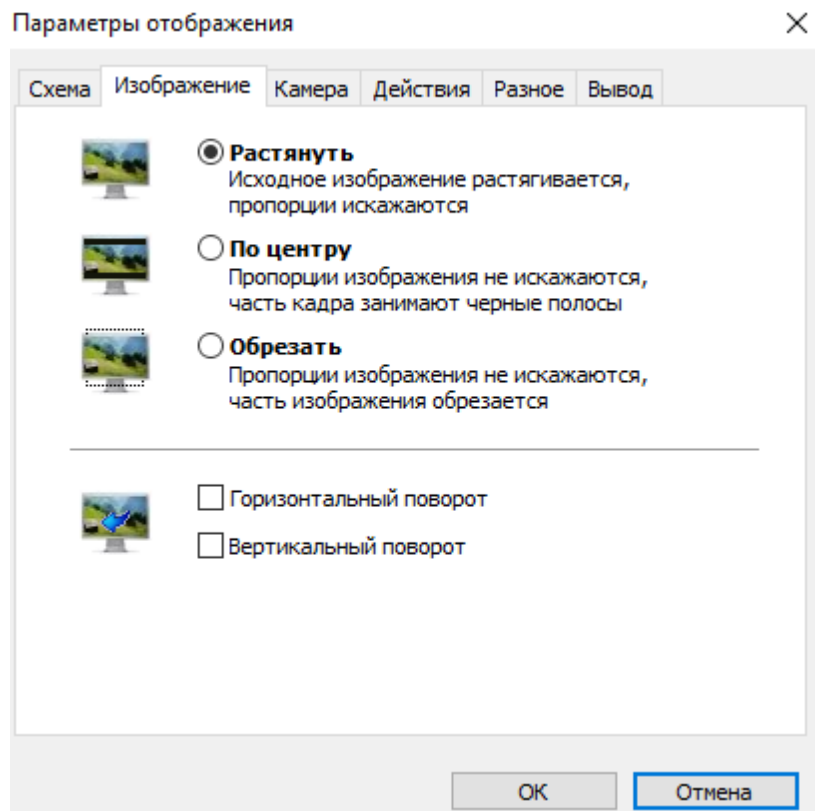 Параметры отображения
Схема Изображение Камера Действия Разное Вывод
Растянуть
Исходное изображение растягивается,
пропорции искажаются
По центру
Пропорции изображения не искажаются,
часть кадра занимают черные полосы
Обрезать
Пропорции изображения не искажаются,
часть изображения обрезается
Горизонтальный поворот
Вертикальный поворот
ОК Отмена